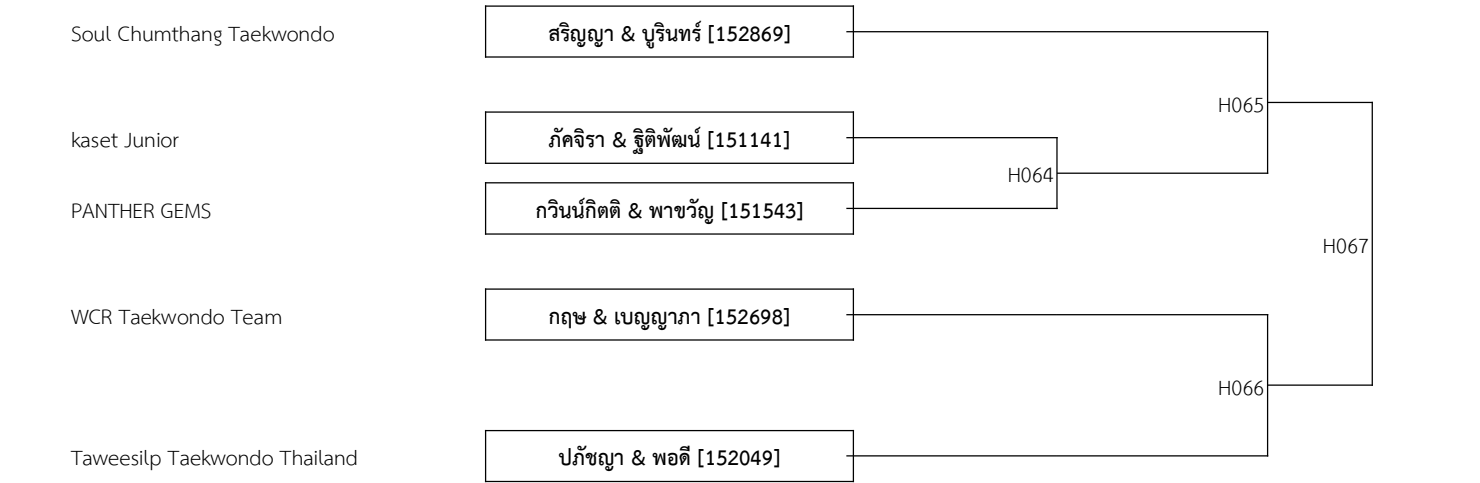 Soul Chumthang Taekwondo
สริญญา & บูรินทร์ [152869]
H065
kaset Junior
ภัคจิรา & ฐิติพัฒน์ [151141]
H064
PANTHER GEMS
กวินน์กิตติ & พาขวัญ [151543]
H067
WCR Taekwondo Team
กฤษ & เบญญาภา [152698]
H066
Taweesilp Taekwondo Thailand
ปภัชญา & พอดี [152049]